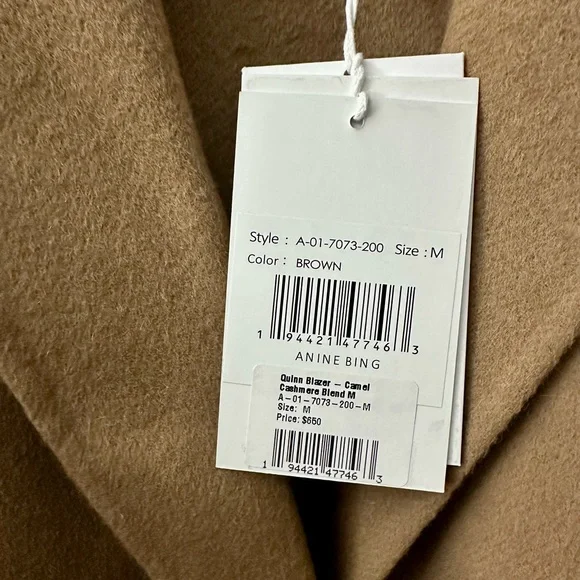 Style : A-01-7073-200 Size : M
Color : BROWN
1 94421 47746 3
ANINE BING
Quinn Blazer – Camel
Cashmere Blend M
A-01-7073-200-M
Size: M
Price: $650
1 94421 47746 3